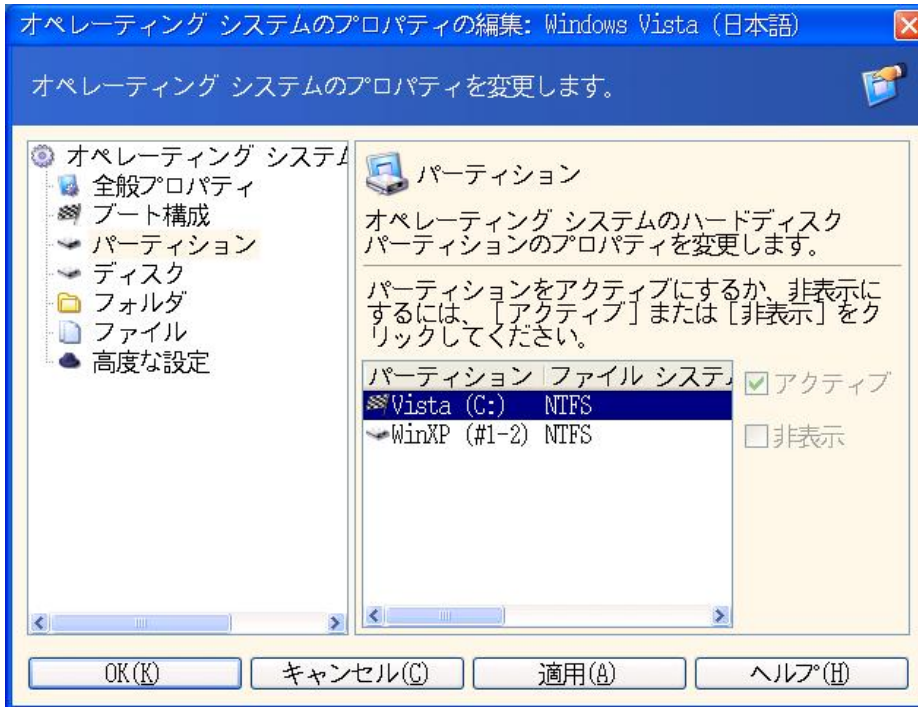 オペレーティング システムのプロパティの編集: Windows Vista (日本語)
オペレーティング システムのプロパティを変更します。
オペレーティング システム
全般プロパティ
ブート構成
パーティション
ディスク
フォルダ
ファイル
高度な設定
パーティション
オペレーティング システムのハードディスク
パーティションのプロパティを変更します。
パーティションをアクティブにするか、非表示に
するには、[アクティブ]または[非表示]をク
リックしてください。
パーティション ファイル システ
Vista (C:) NTFS
WinXP (#1-2) NTFS
アクティブ
非表示
OK(K) キャンセル(C) 適用(A) ヘルプ(H)